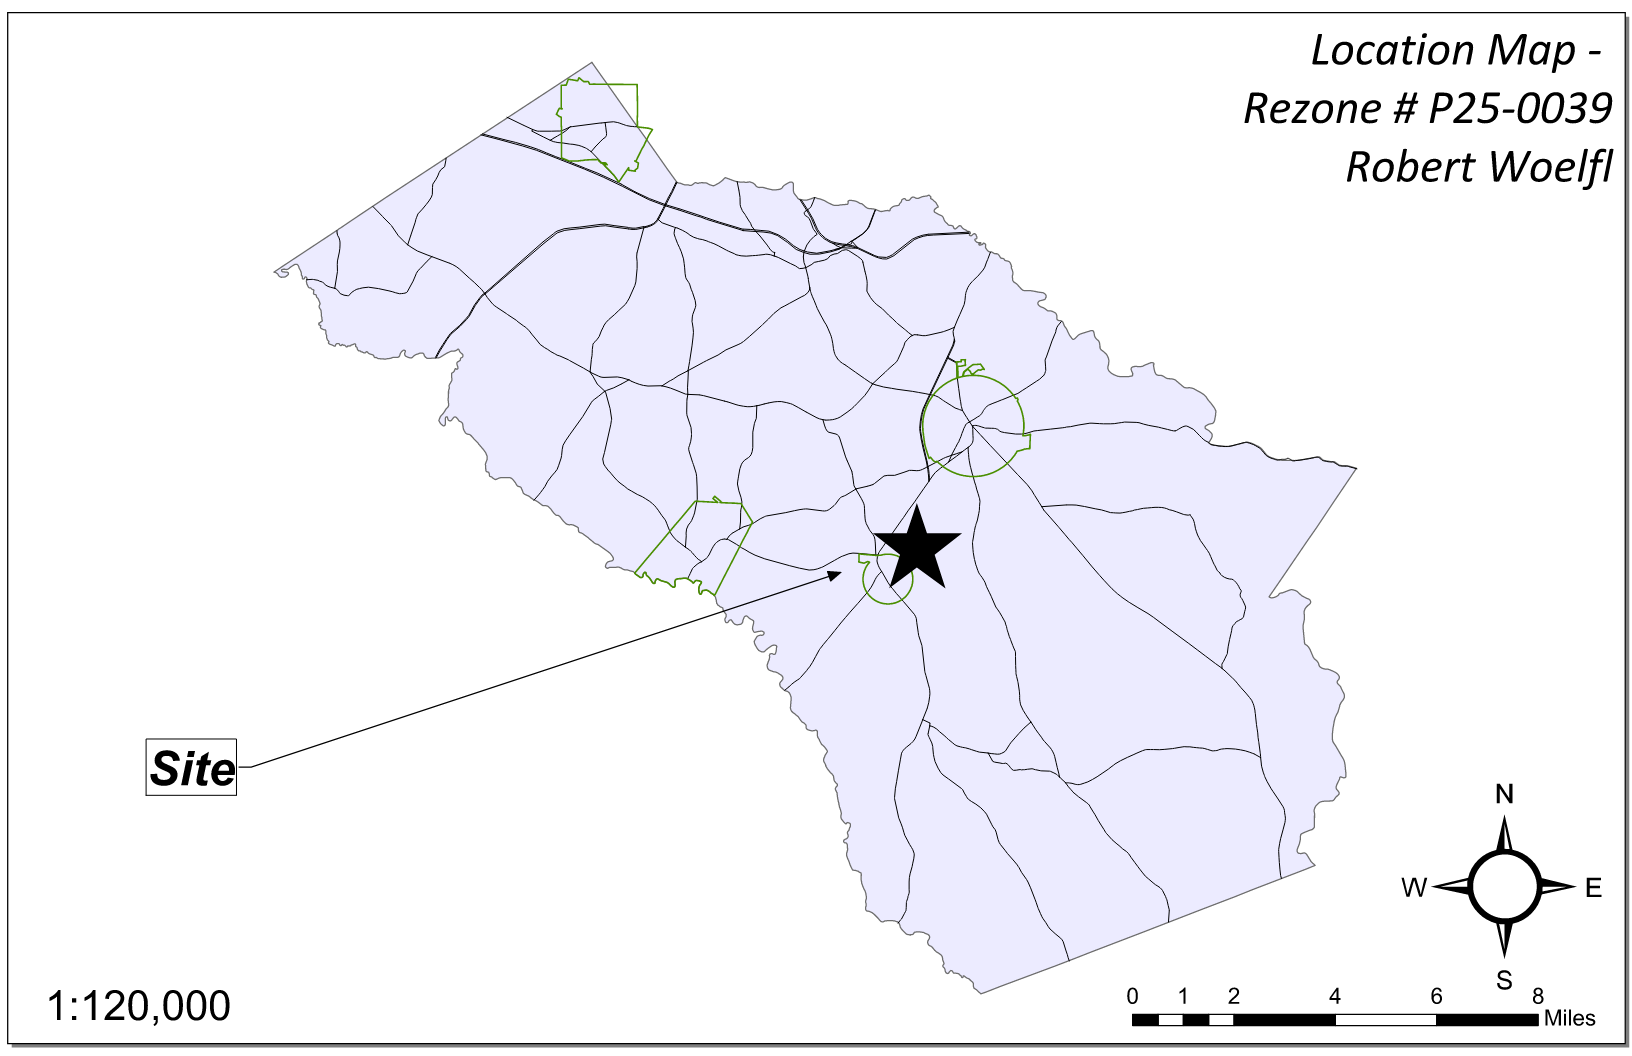 Location Map -
Rezone # P25-0039
Robert Woelfl
Site
N
W E
S
1:120,000
0 1 2 4 6 8
Miles